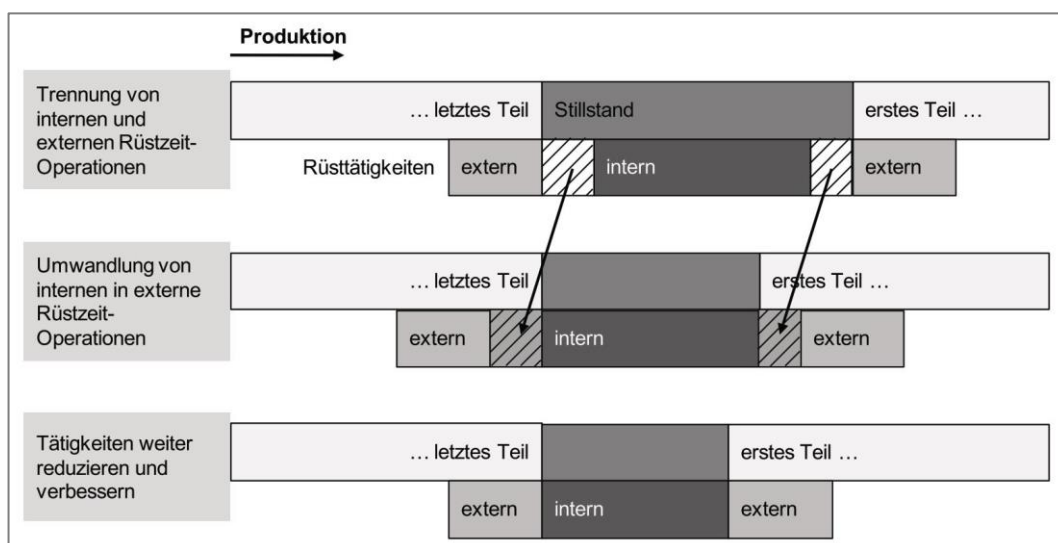 Produktion
Trennung von
internen und
externen Rüstzeit-
Operationen
... letztes Teil
Stillstand
erstes Teil ...
Rüsttätigkeiten
extern
intern
extern
Umwandlung von
internen in externe
Rüstzeit-
Operationen
... letztes Teil
erstes Teil ...
extern
intern
extern
Tätigkeiten weiter
reduzieren und
verbessern
... letztes Teil
erstes Teil ...
extern
intern
extern